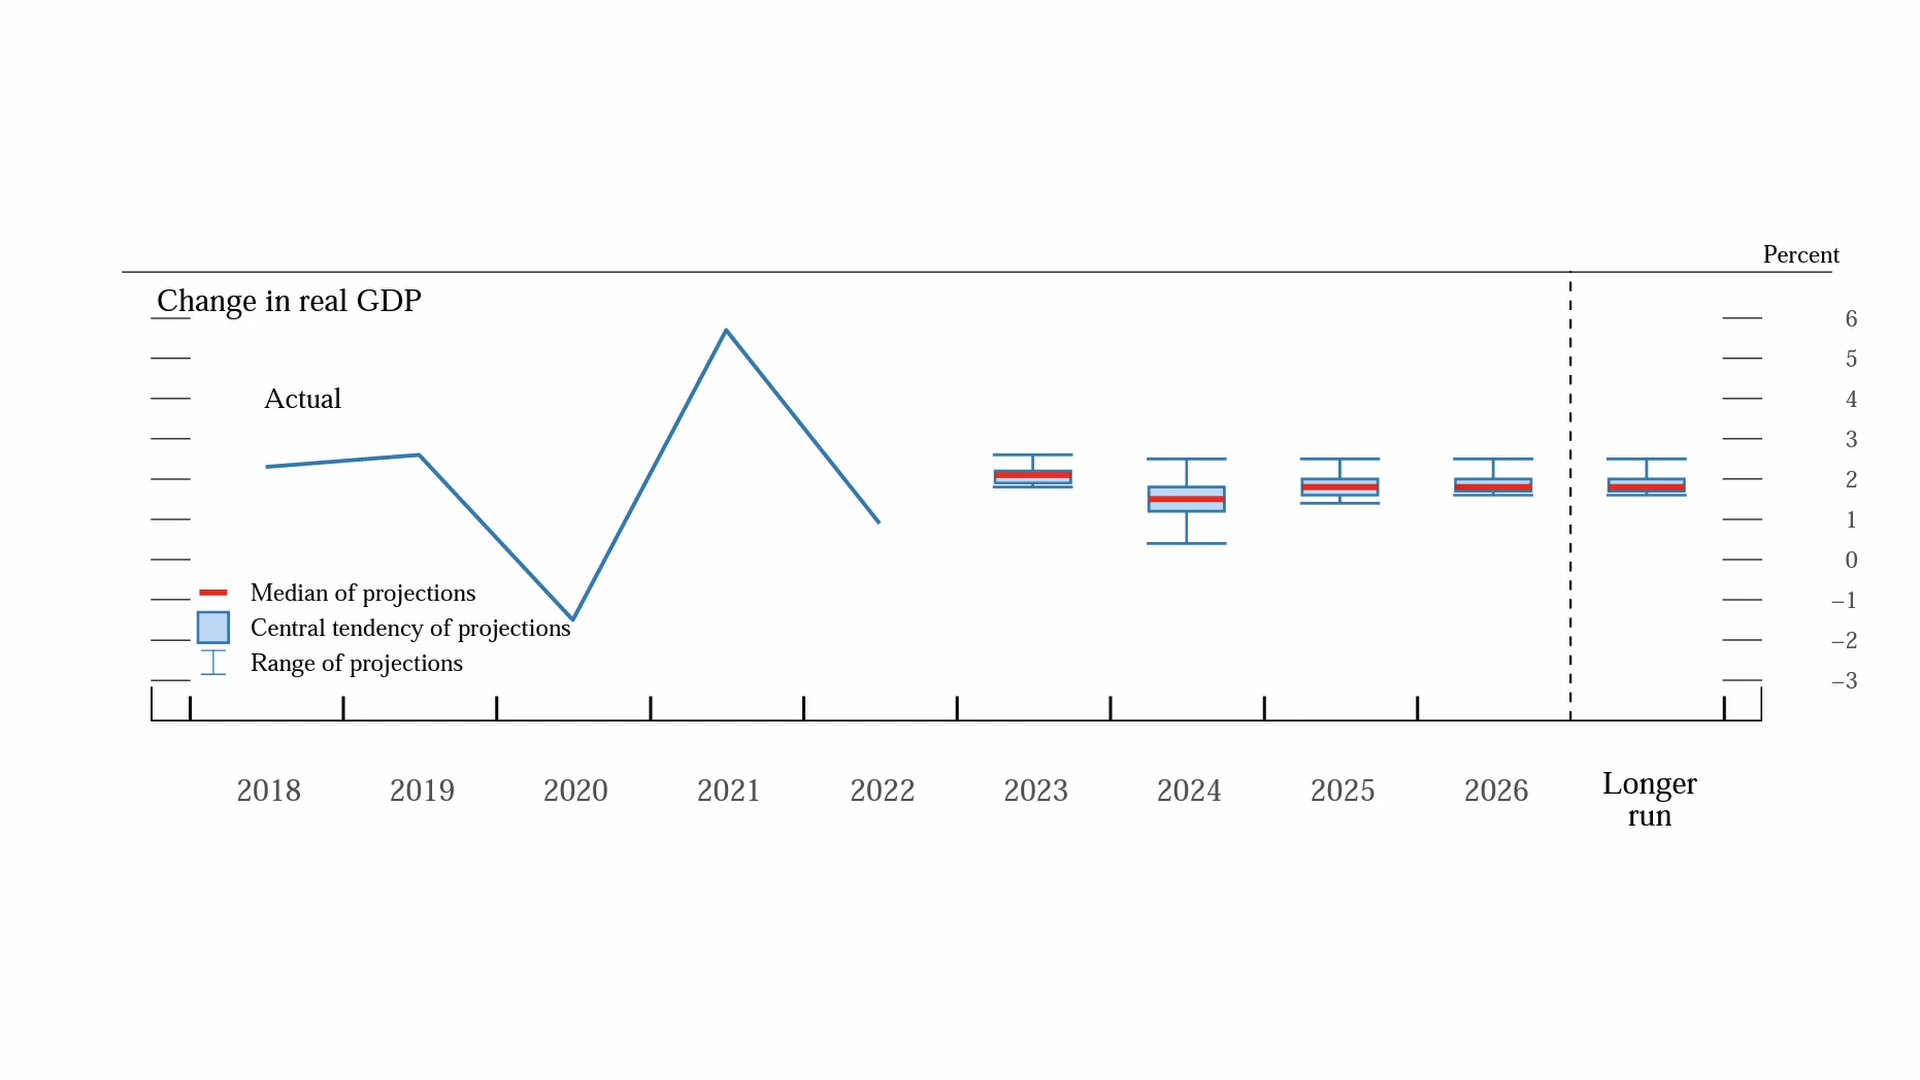 Percent
Change in real GDP
6
5
Actual
4
3
2
1
0
Median of projections
−1
Central tendency of projections
−2
Range of projections
−3
2018 2019 2020 2021 2022 2023 2024 2025 2026 Longer
run